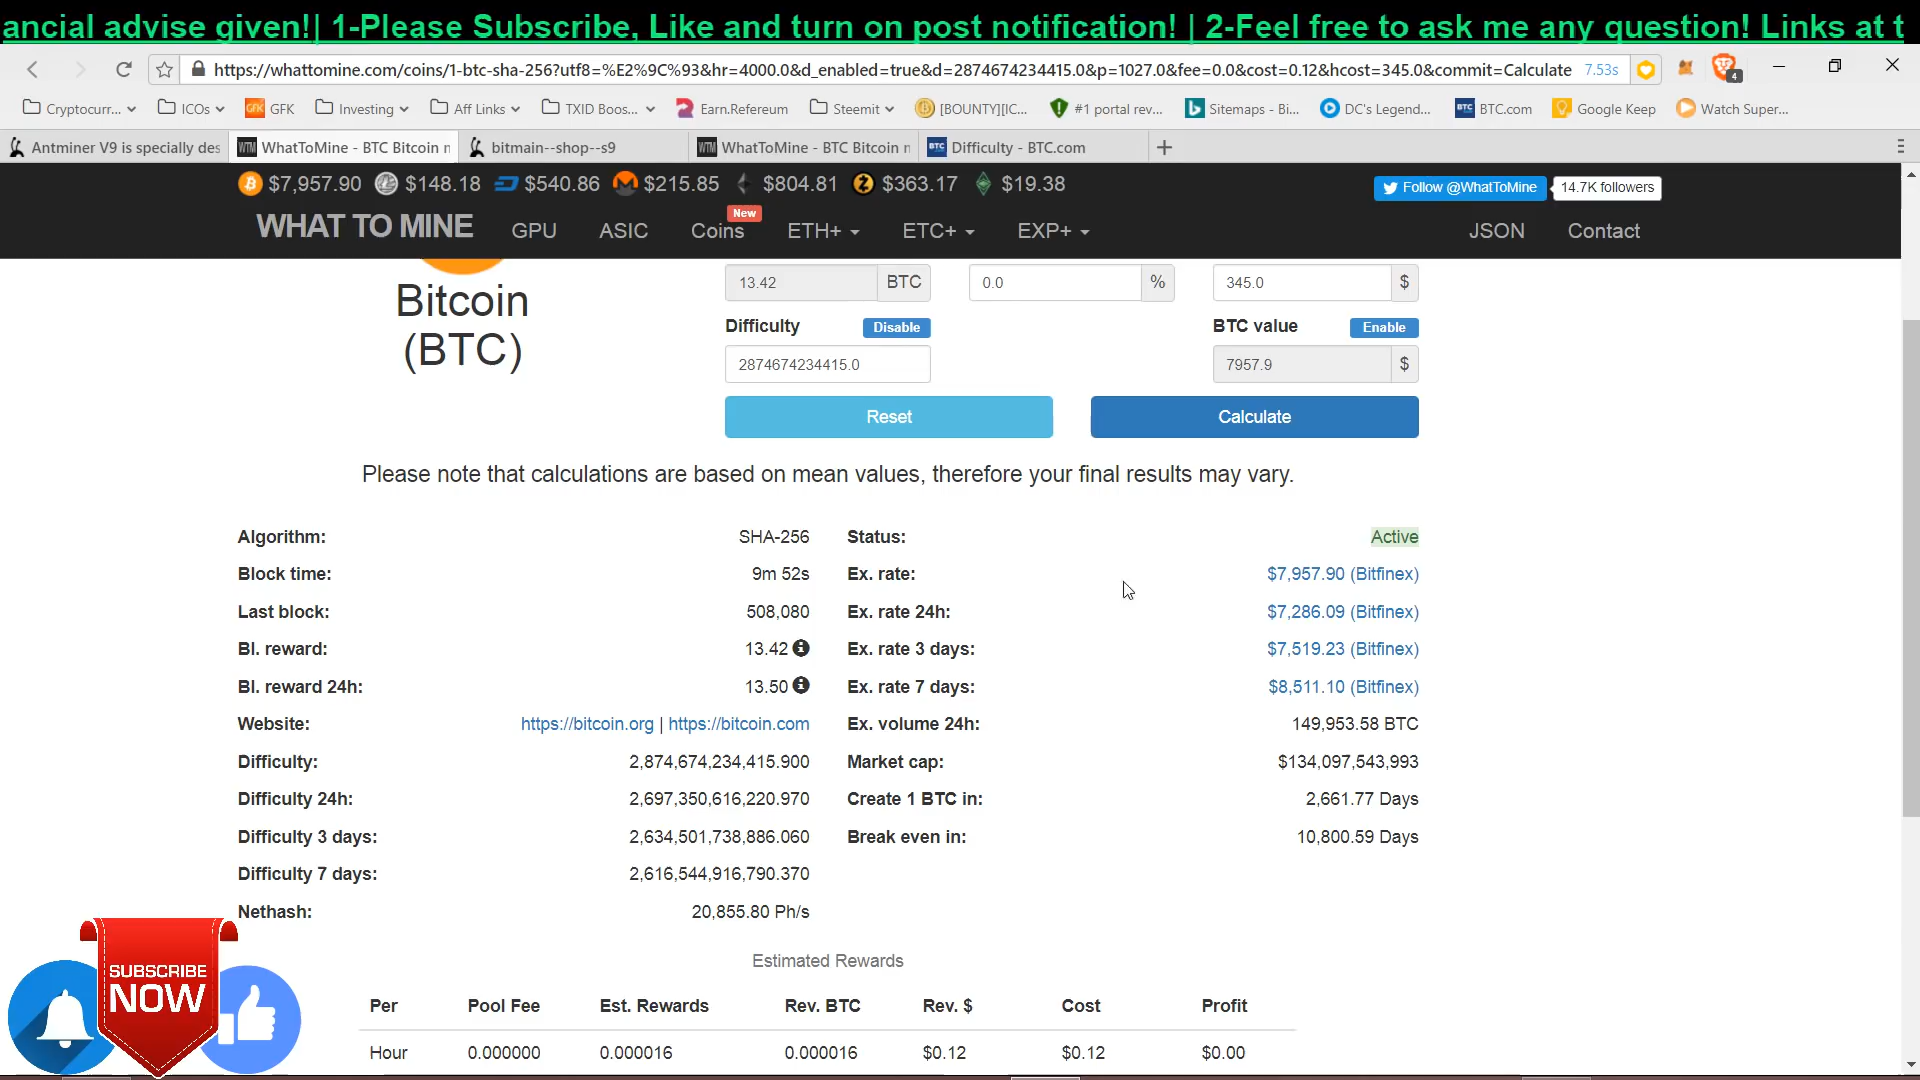 ancial advise given!| 1-Please Subscribe, Like and turn on post notification! | 2-Feel free to ask me any question! Links at t
https://whattomine.com/coins/1-btc-sha-256?utf8=%E2%9C%93&hr=4000.0&d_enabled=true&d=2874674234415.0&p=1027.0&fee=0.0&cost=0.12&hcost=345.0&commit=Calculate 7.53s 4
Cryptocurr... ICOs GFK GFK Investing Aff Links TXID Boos... Earn.Refereum Steemit [BOUNTY][IC... #1 portal rev... Sitemaps - Bi... DC's Legend... BTC BTC.com Google Keep Watch Super...
Antminer V9 is specially des WTM WhatToMine - BTC Bitcoin n bitmain--shop--s9 WTM WhatToMine - BTC Bitcoin n BTC Difficulty - BTC.com
$7,957.90 $148.18 $540.86 $215.85 $804.81 $363.17 $19.38 Follow @WhatToMine 14.7K followers
New
WHAT TO MINE GPU ASIC Coins ETH+ ETC+ EXP+ JSON Contact
13.42 BTC 0.0 % 345.0 $
Bitcoin
(BTC)
Difficulty Disable BTC value Enable
2874674234415.0 7957.9 $
Reset Calculate
Please note that calculations are based on mean values, therefore your final results may vary.
Algorithm: SHA-256 Status: Active
Block time: 9m 52s Ex. rate: $7,957.90 (Bitfinex)
Last block: 508,080 Ex. rate 24h: $7,286.09 (Bitfinex)
Bl. reward: 13.42 Ex. rate 3 days: $7,519.23 (Bitfinex)
Bl. reward 24h: 13.50 Ex. rate 7 days: $8,511.10 (Bitfinex)
Website: https://bitcoin.org | https://bitcoin.com Ex. volume 24h: 149,953.58 BTC
Difficulty: 2,874,674,234,415.900 Market cap: $134,097,543,993
Difficulty 24h: 2,697,350,616,220.970 Create 1 BTC in: 2,661.77 Days
Difficulty 3 days: 2,634,501,738,886.060 Break even in: 10,800.59 Days
Difficulty 7 days: 2,616,544,916,790.370
Nethash: 20,855.80 Ph/s
SUBSCRIBE
NOW
Estimated Rewards
Per Pool Fee Est. Rewards Rev. BTC Rev. $ Cost Profit
Hour 0.000000 0.000016 0.000016 $0.12 $0.12 $0.00